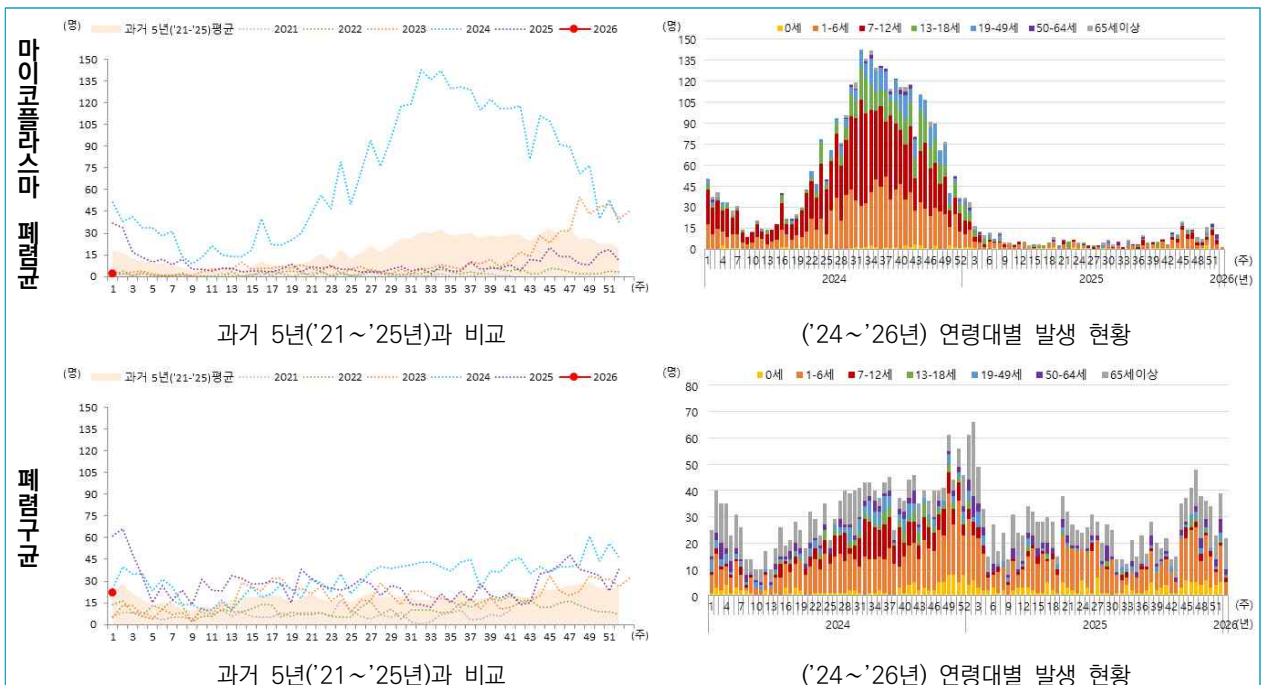 마이코플라스마 폐렴균
(명)
과거 5년('21-'25)평균 2021 2022 2023 2024 2025 2026
150
135
120
105
90
75
60
45
30
15
0
1 3 5 7 9 11 13 15 17 19 21 23 25 27 29 31 33 35 37 39 41 43 45 47 49 51 (주)
과거 5년('21~'25년)과 비교
(명)
0세 1-6세 7-12세 13-18세 19-49세 50-64세 65세이상
150
135
120
105
90
75
60
45
30
15
0
1 4 7 10 13 16 19 22 25 28 31 34 37 40 43 46 49 52 3 6 9 12 15 18 21 24 27 30 33 36 39 42 45 48 51 (주)
2024 2025 2026(년)
('24~'26년) 연령대별 발생 현황
폐렴구균
(명)
과거 5년('21-'25)평균 2021 2022 2023 2024 2025 2026
150
135
120
105
90
75
60
45
30
15
0
1 3 5 7 9 11 13 15 17 19 21 23 25 27 29 31 33 35 37 39 41 43 45 47 49 51 (주)
과거 5년('21~'25년)과 비교
(명)
0세 1-6세 7-12세 13-18세 19-49세 50-64세 65세이상
80
70
60
50
40
30
20
10
0
1 4 7 10 13 16 19 22 25 28 31 34 37 40 43 46 49 52 3 6 9 12 15 18 21 24 27 30 33 36 39 42 45 48 51 (주)
2024 2025 2026(년)
('24~'26년) 연령대별 발생 현황